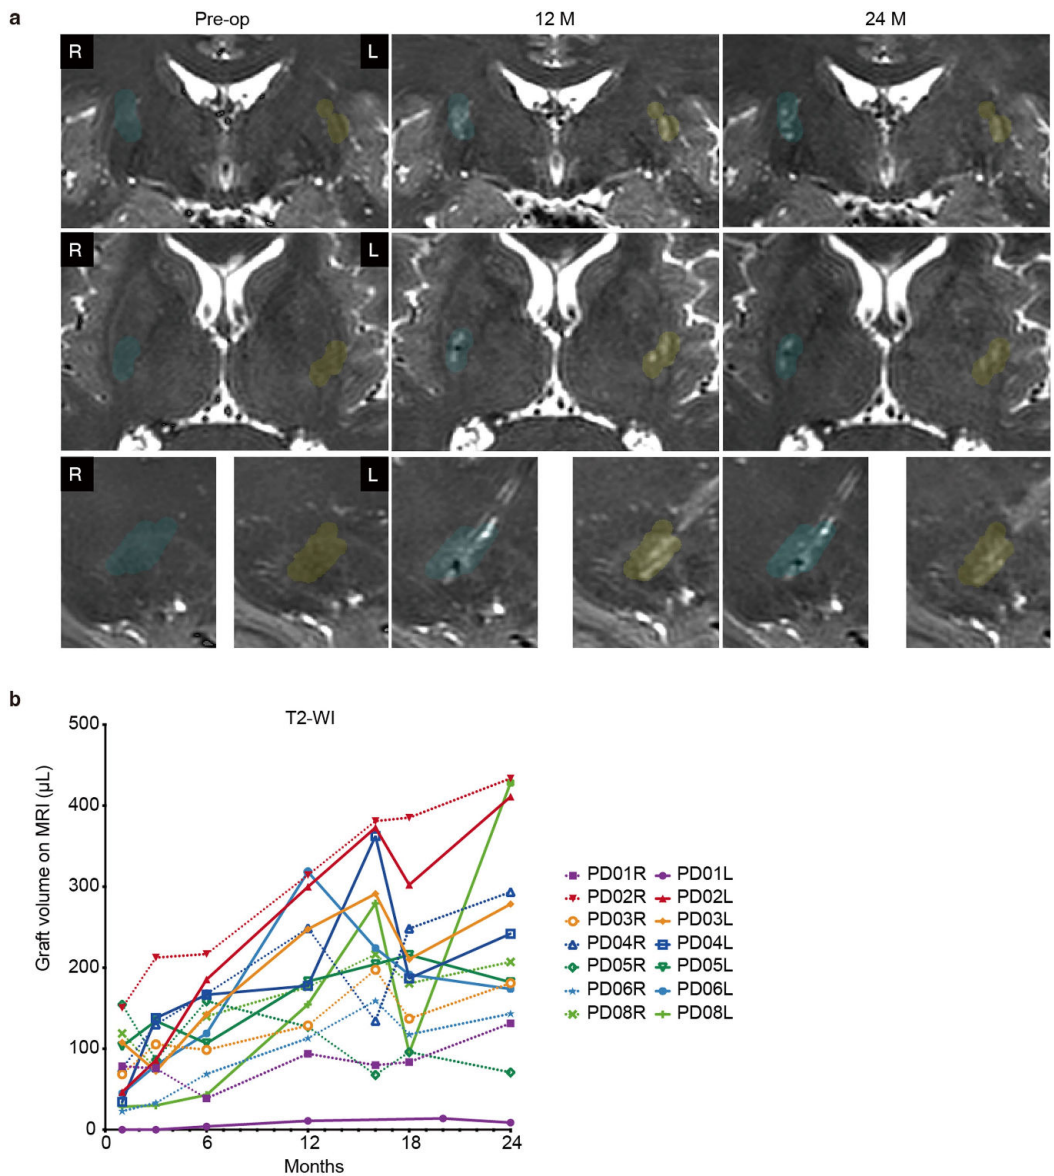 a
Pre-op 12 M 24 M
R L
R L
R L
b
T2-WI
500
400
300
200
100
0
Graft volume on MRI (µL)
0 6 12 18 24
Months
PD01R PD01L
PD02R PD02L
PD03R PD03L
PD04R PD04L
PD05R PD05L
PD06R PD06L
PD08R PD08L